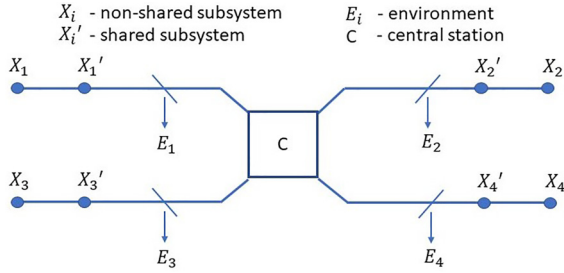 Xᵢ - non-shared subsystem
Xᵢ′ - shared subsystem
Eᵢ - environment
C - central station
X₁ X₁′ X₂′ X₂
E₁ C E₂
X₃ X₃′ X₄′ X₄
E₃ E₄